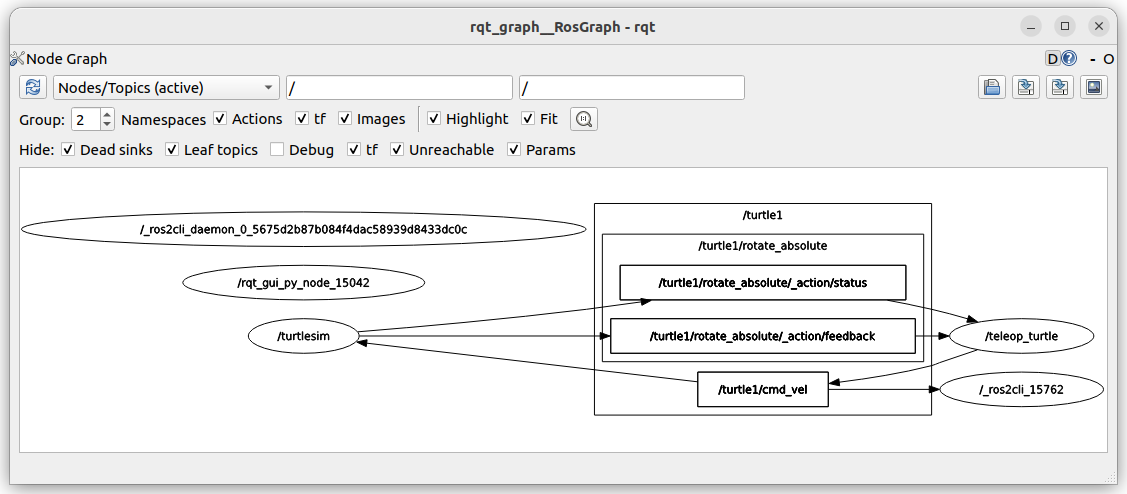 rqt_graph__RosGraph - rqt
Node Graph
D ? - O
Nodes/Topics (active) / /
Group: 2 Namespaces Actions tf Images Highlight Fit 1:1
Hide: Dead sinks Leaf topics Debug tf Unreachable Params
/turtle1
/_ros2cli_daemon_0_5675d2b87b084f4dac58939d8433dc0c
/turtle1/rotate_absolute
/rqt_gui_py_node_15042
/turtle1/rotate_absolute/_action/status
/turtlesim
/turtle1/rotate_absolute/_action/feedback
/teleop_turtle
/turtle1/cmd_vel
/_ros2cli_15762